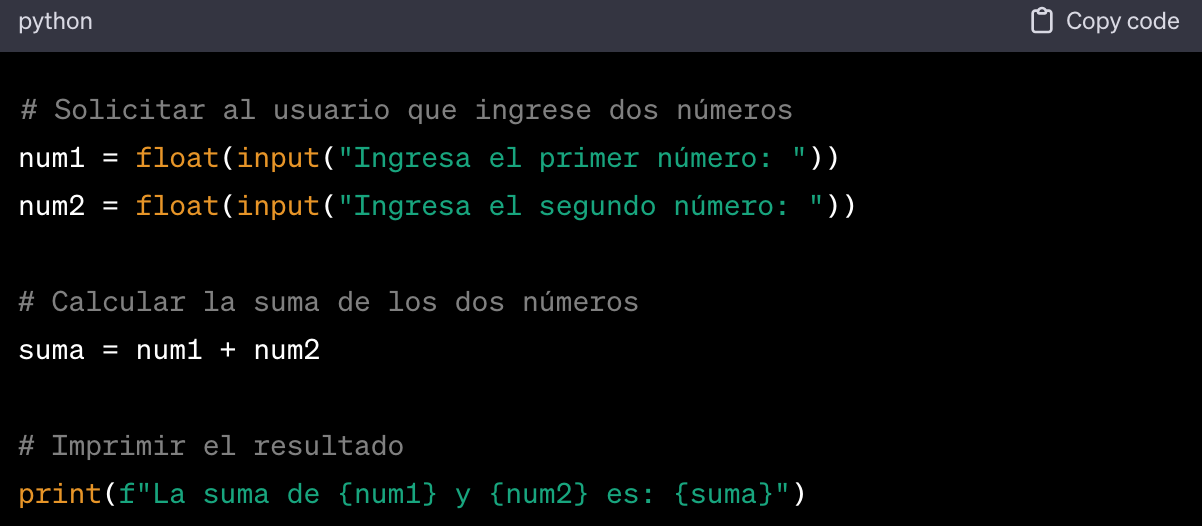 python
Copy code
# Solicitar al usuario que ingrese dos números
num1 = float(input("Ingresa el primer número: "))
num2 = float(input("Ingresa el segundo número: "))
# Calcular la suma de los dos números
suma = num1 + num2
# Imprimir el resultado
print(f"La suma de {num1} y {num2} es: {suma}")